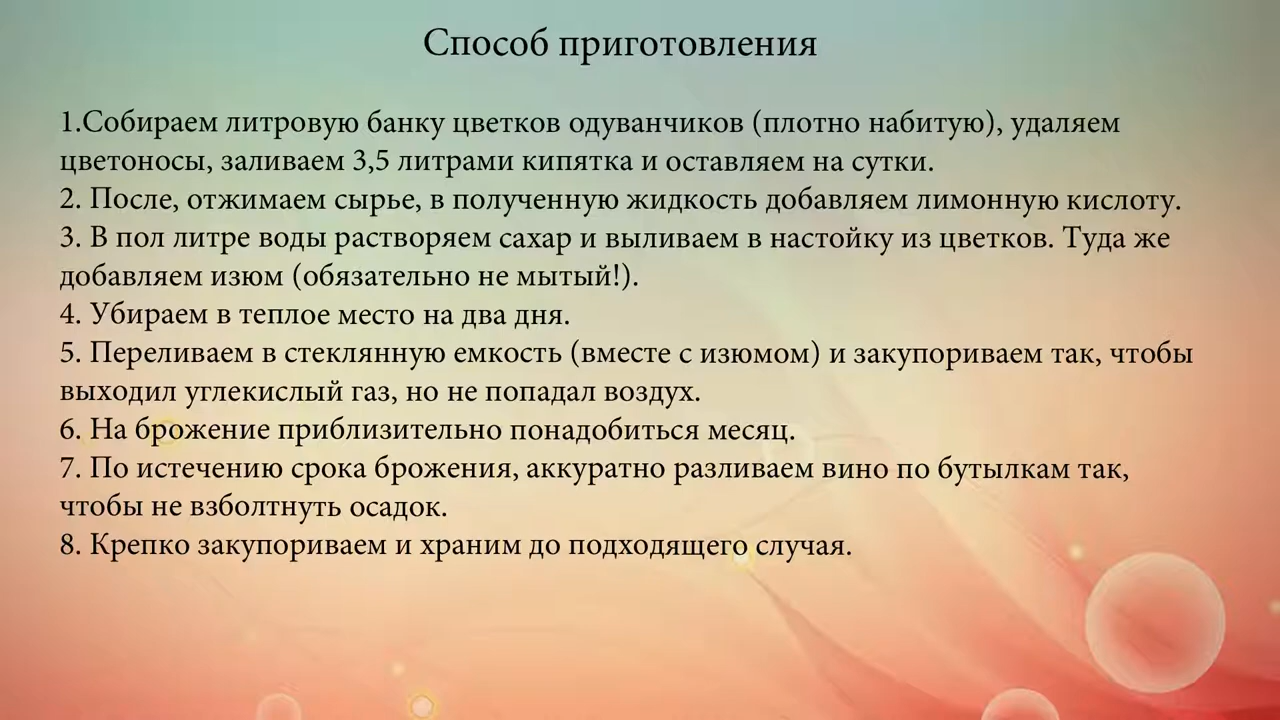 Способ приготовления
1.Собираем литровую банку цветков одуванчиков (плотно набитую), удаляем
цветоносы, заливаем 3,5 литрами кипятка и оставляем на сутки.
2. После, отжимаем сырье, в полученную жидкость добавляем лимонную кислоту.
3. В пол литре воды растворяем сахар и выливаем в настойку из цветков. Туда же
добавляем изюм (обязательно не мытый!).
4. Убираем в теплое место на два дня.
5. Переливаем в стеклянную емкость (вместе с изюмом) и закупориваем так, чтобы
выходил углекислый газ, но не попадал воздух.
6. На брожение приблизительно понадобиться месяц.
7. По истечению срока брожения, аккуратно разливаем вино по бутылкам так,
чтобы не взболтнуть осадок.
8. Крепко закупориваем и храним до подходящего случая.